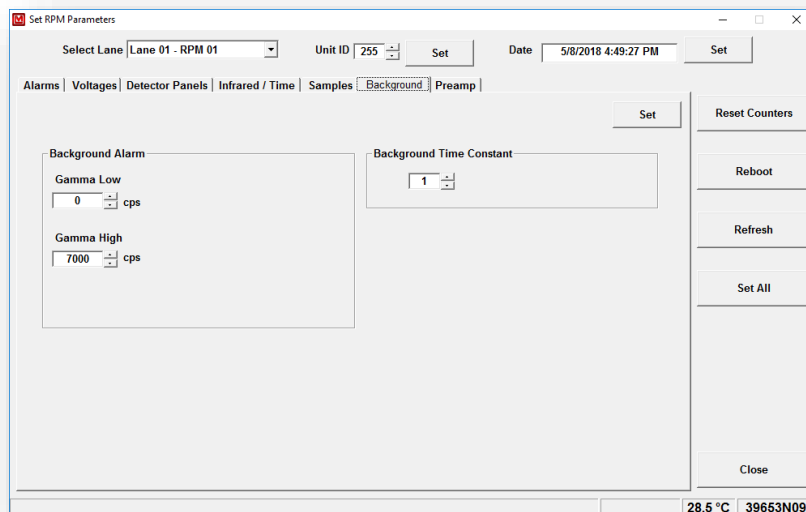 Set RPM Parameters
Select Lane Lane 01 - RPM 01 Unit ID 255 Set Date 5/8/2018 4:49:27 PM Set
Alarms Voltages Detector Panels Infrared / Time Samples Background Preamp
Set
Reset Counters
Background Alarm
Background Time Constant
Gamma Low
1
0 cps
Reboot
Gamma High
Refresh
7000 cps
Set All
Close
28.5 °C 39653N09